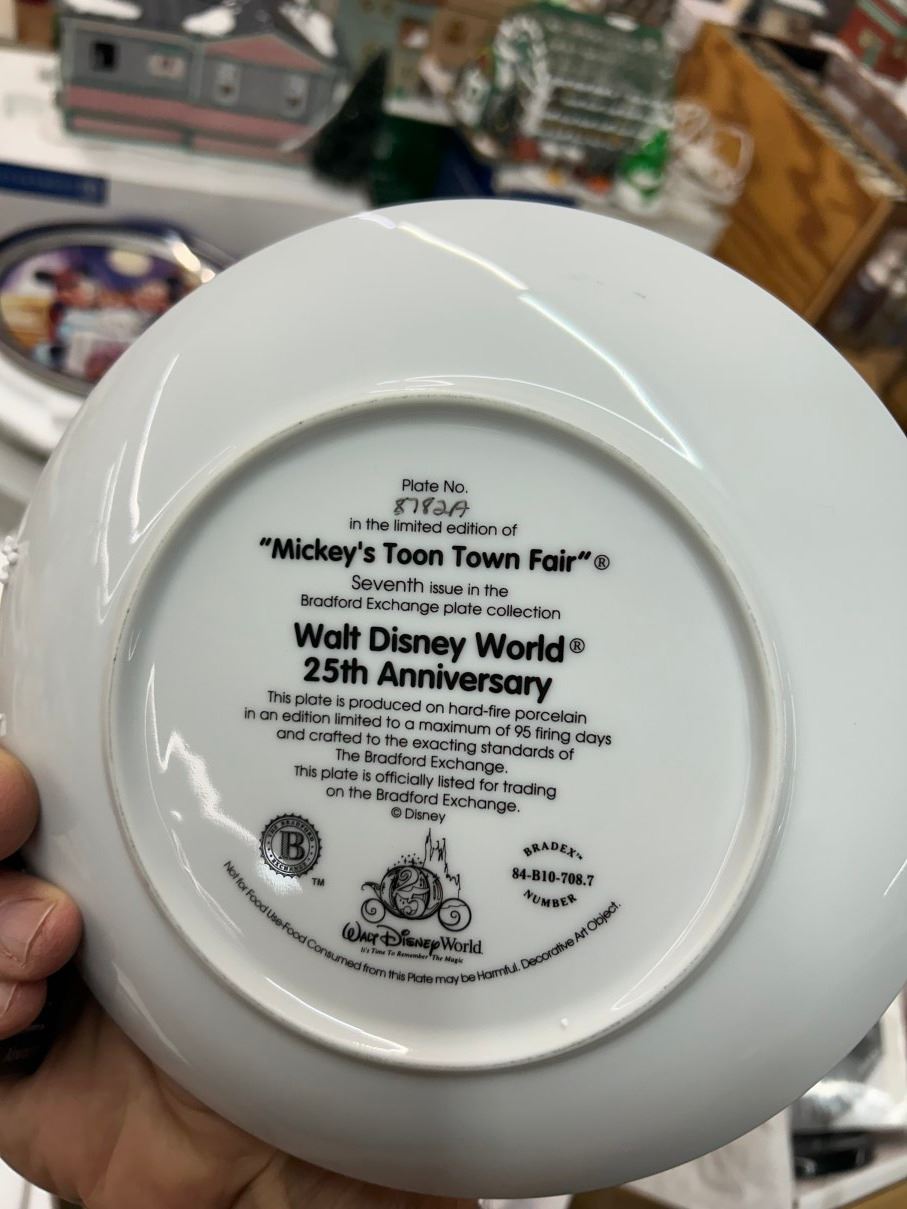 Plate No.
8782A
in the limited edition of
"Mickey's Toon Town Fair"®
Seventh issue in the
Bradford Exchange plate collection
Walt Disney World®
25th Anniversary
This plate is produced on hard-fire porcelain
in an edition limited to a maximum of 95 firing days
and crafted to the exacting standards of
The Bradford Exchange.
This plate is officially listed for trading
on the Bradford Exchange.
© Disney
THE BRADFORD EXCHANGE
B
TM
25
WALT DISNEY World
It's Time To Remember The Magic
BRADEX™
84-B10-708.7
NUMBER
Not for Food Use-Food Consumed from this Plate may be Harmful. Decorative Art Object.